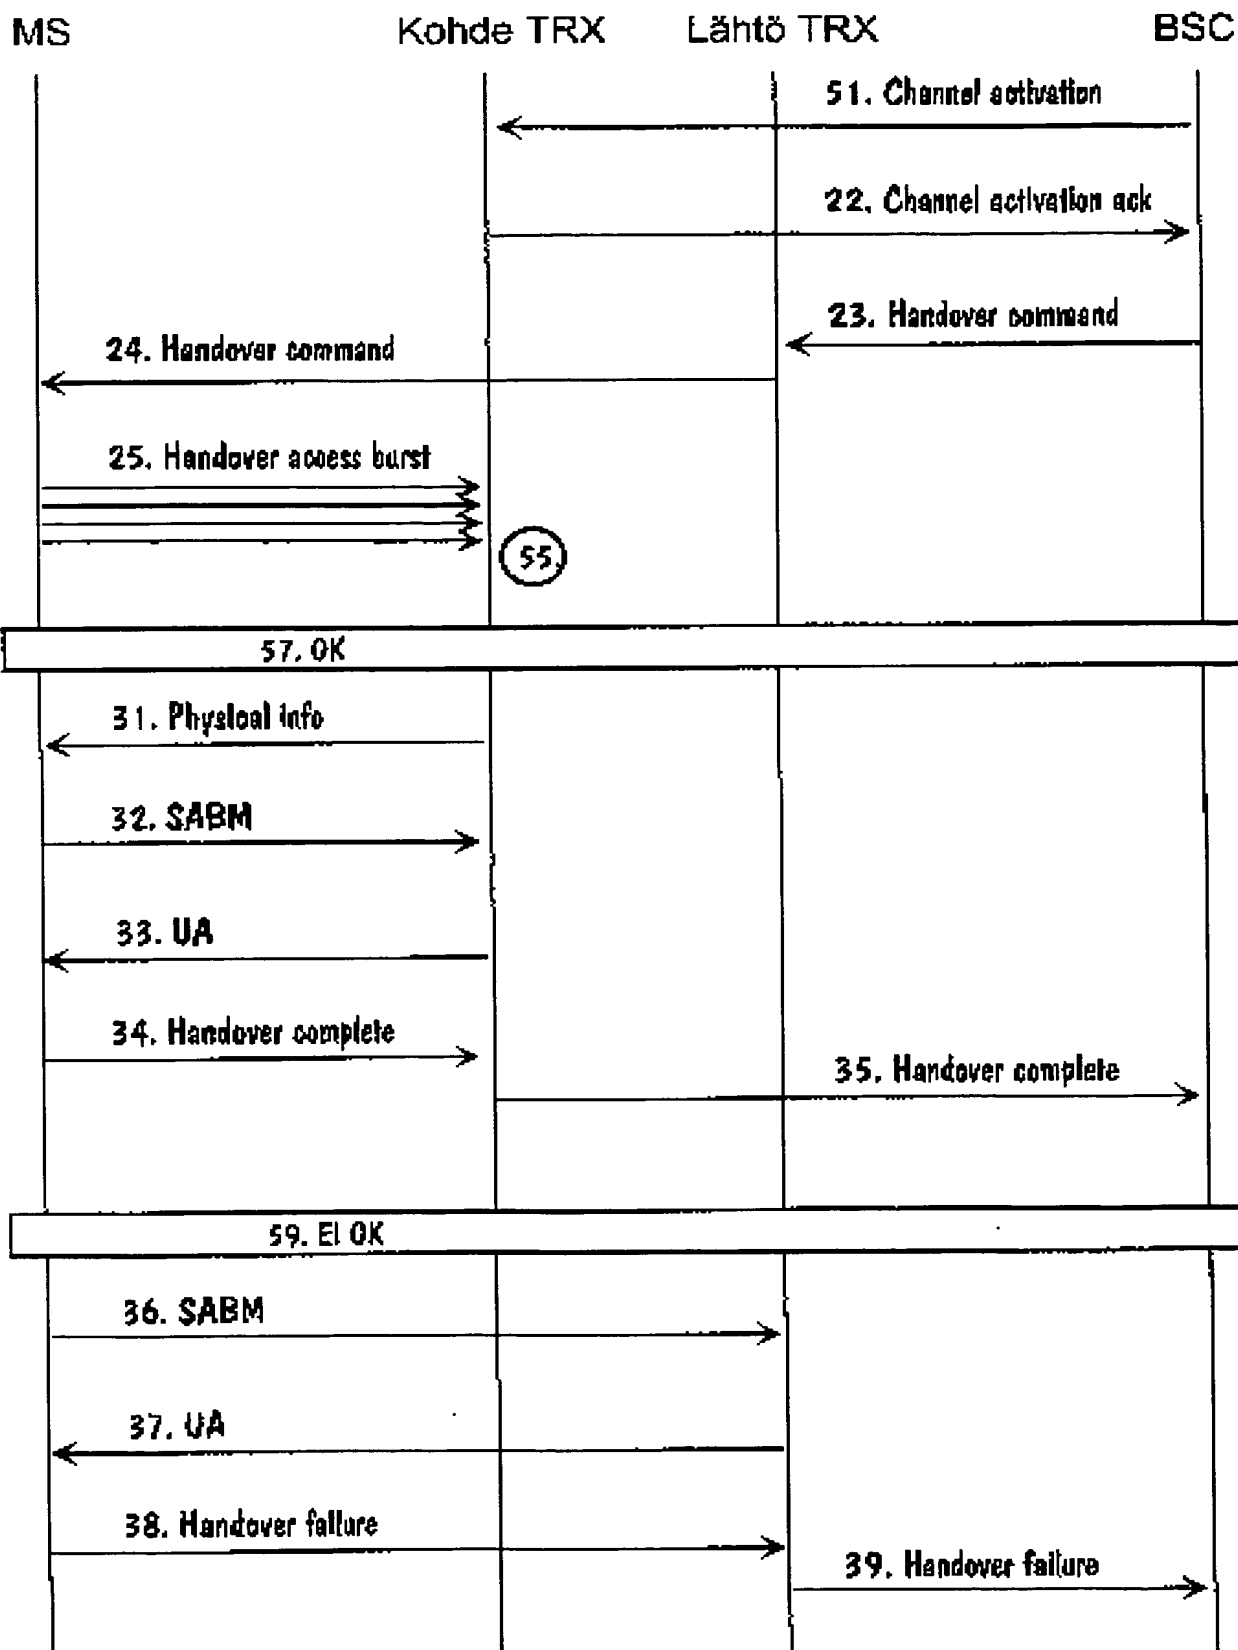 MS Kohde TRX Lähtö TRX BSC
51. Channel activation
22. Channel activation ack
23. Handover command
24. Handover command
25. Handover access burst
55.
57. OK
31. Physical info
32. SABM
33. UA
34. Handover complete
35. Handover complete
59. EI OK
36. SABM
37. UA
38. Handover failure
39. Handover failure